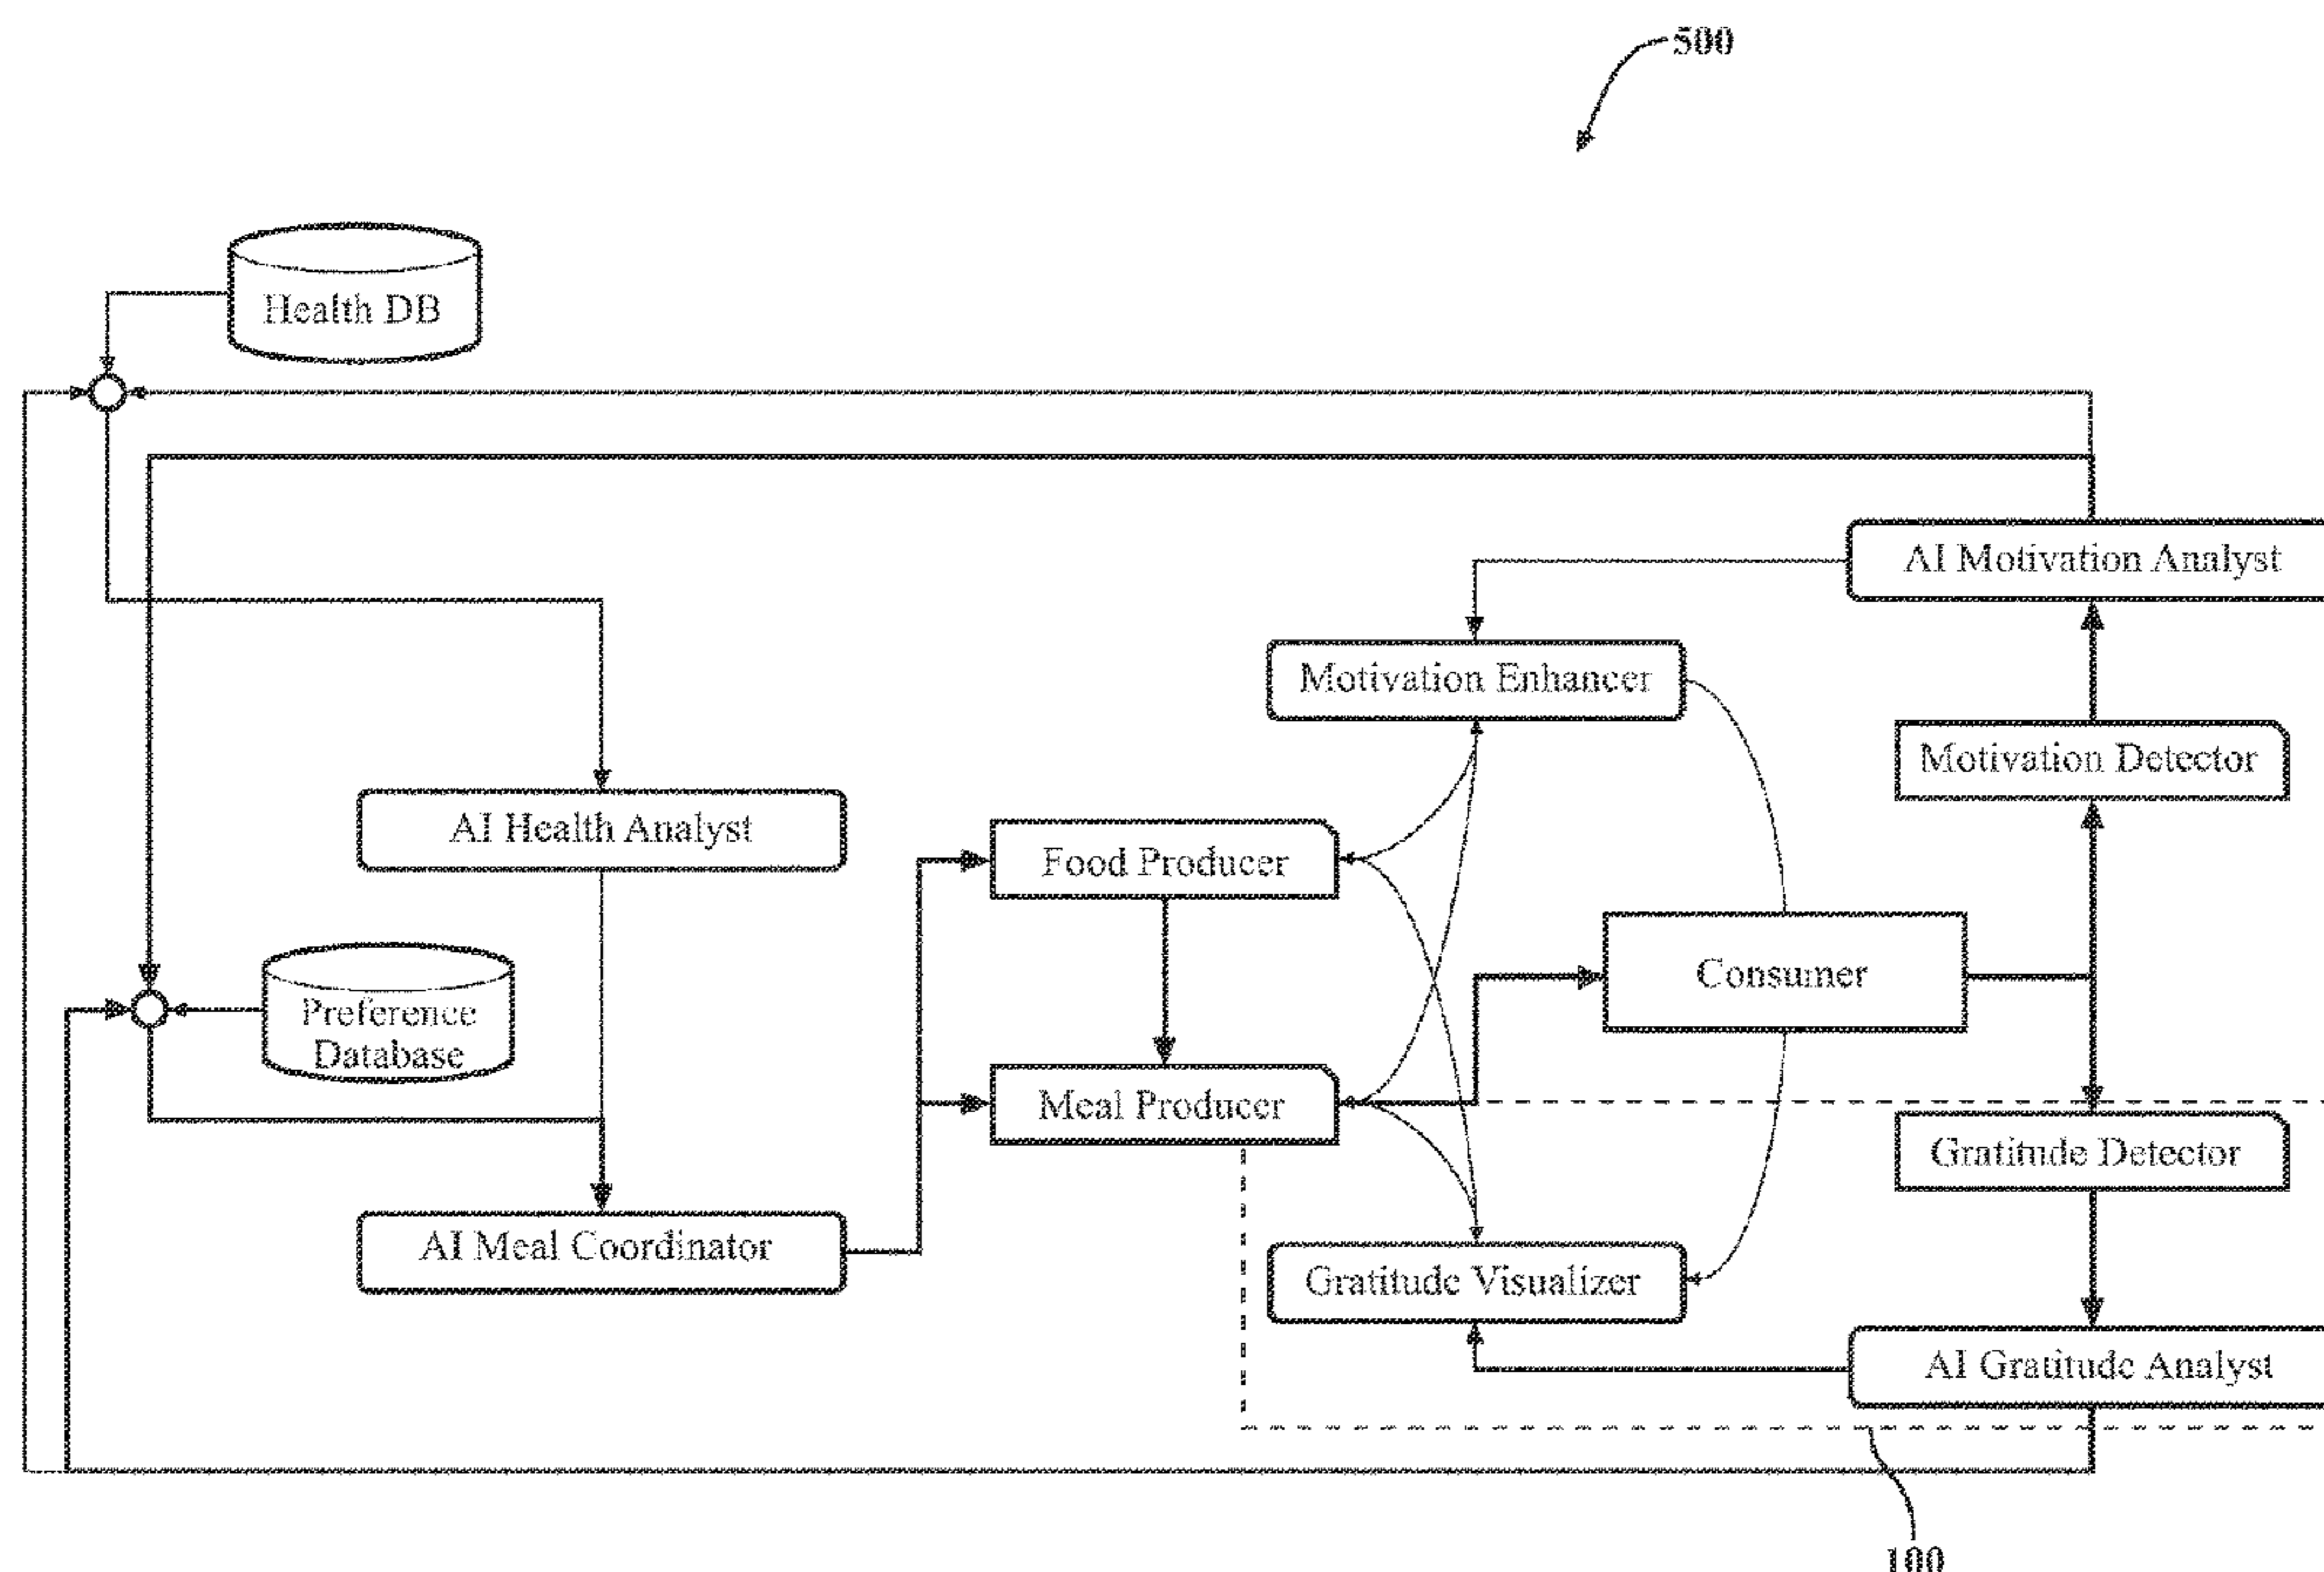 500
Health DB
AI Motivation Analyst
Motivation Enhancer
Motivation Detector
AI Health Analyst
Food Producer
Consumer
Preference
Database
Meal Producer
Gratitude Detector
AI Meal Coordinator
Gratitude Visualizer
AI Gratitude Analyst
100